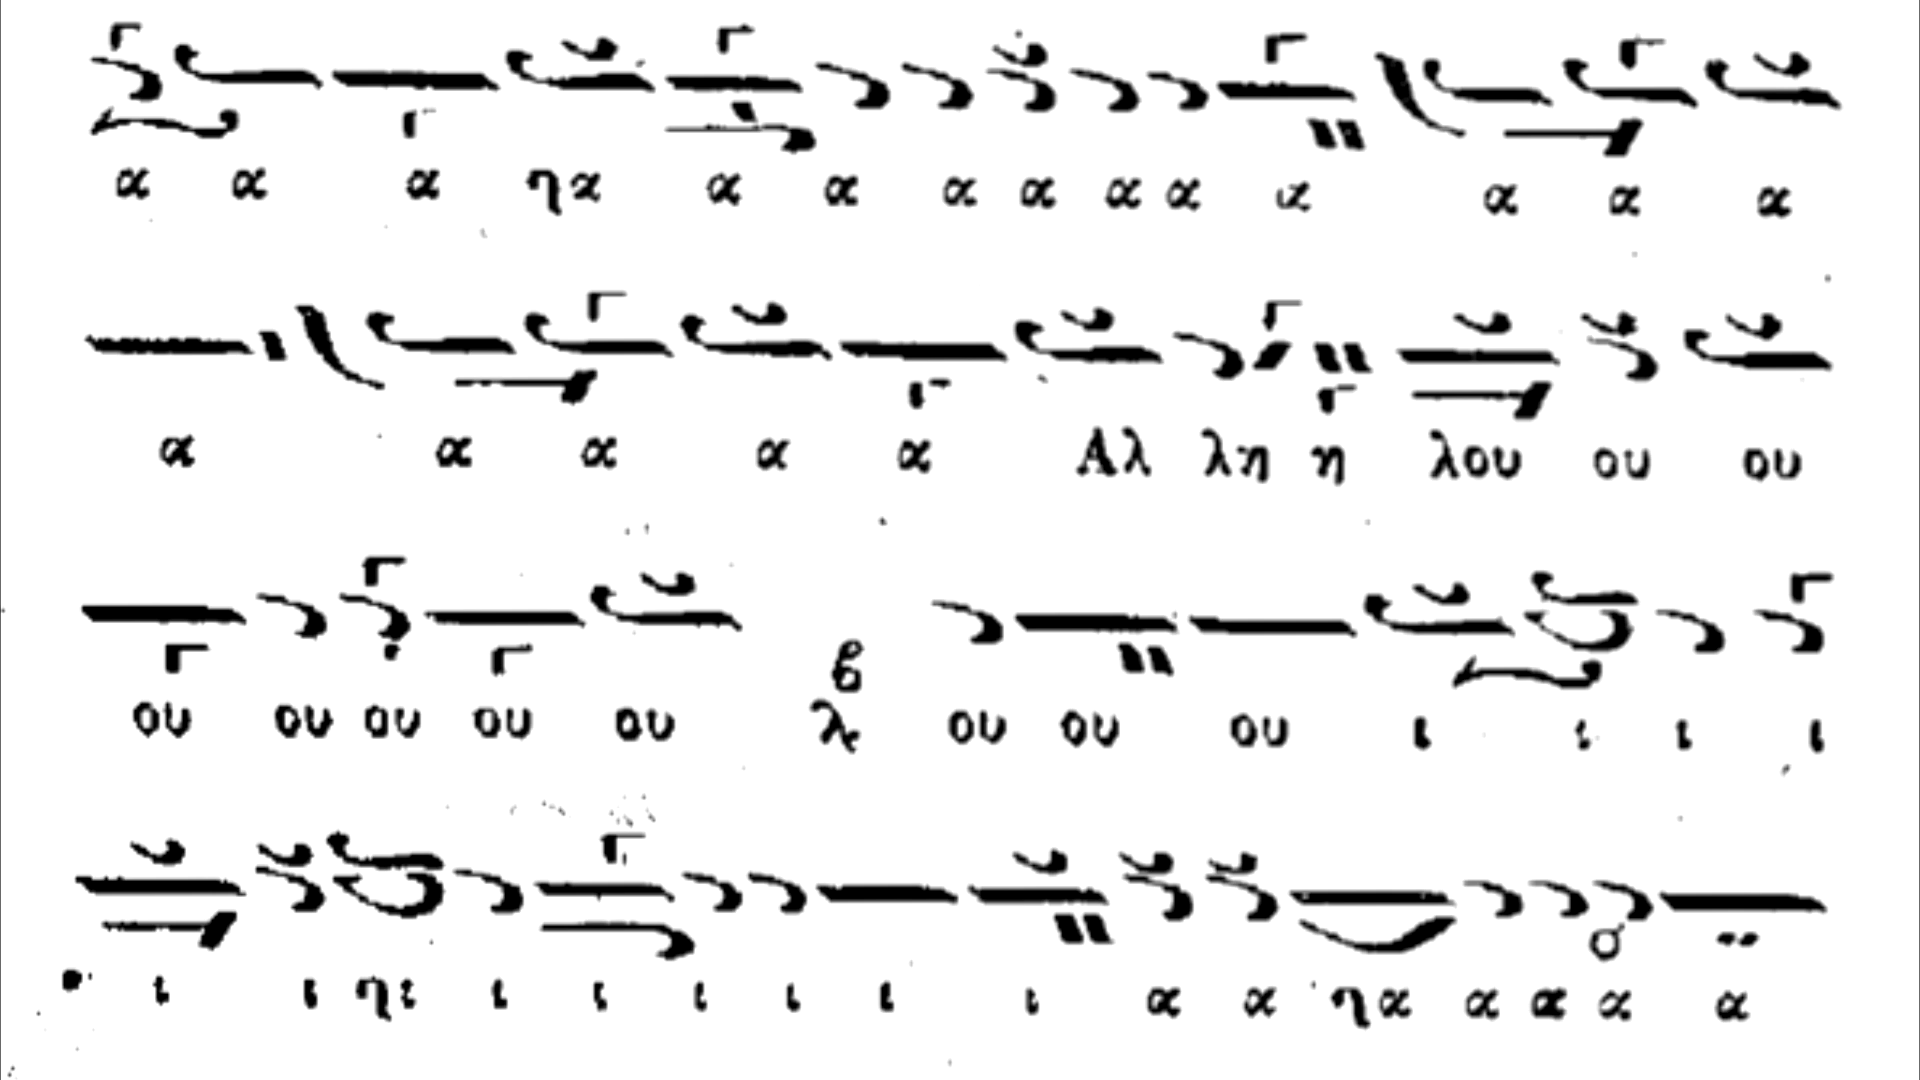 α α α ηα α α α α α α α α α α
α α α α α Αλ λη η λου ου ου
ου ου ου ου ου ου ου ου ι ι ι ι
ι ι ηι ι ι ι ι ι ι α α ηα α α α α